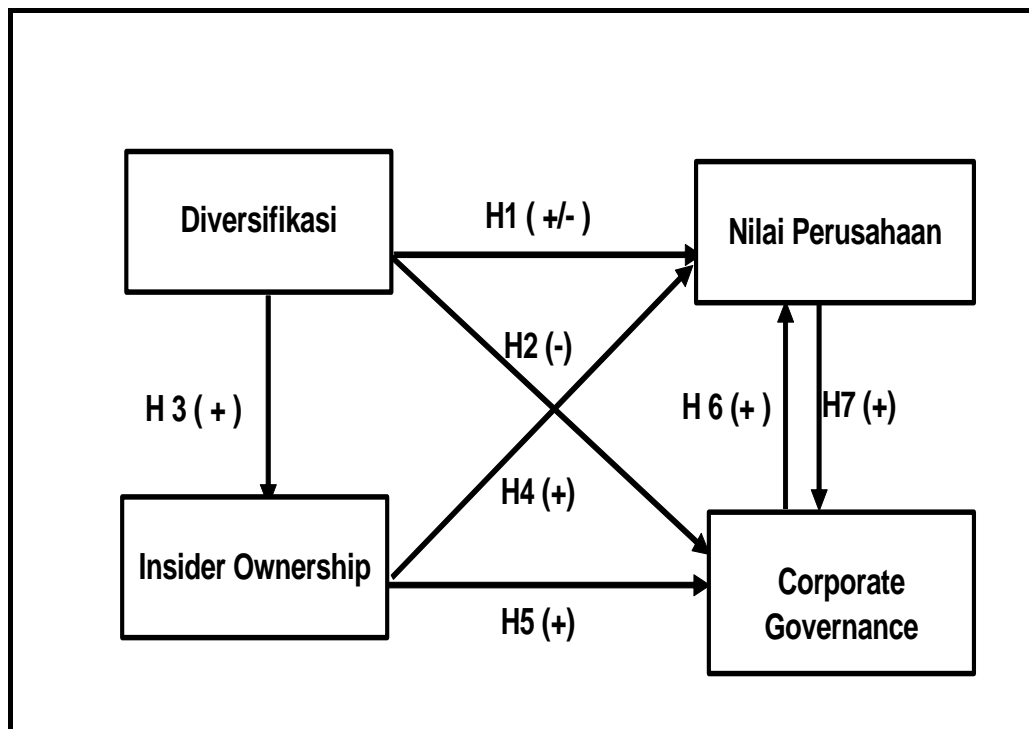 Diversifikasi
H1 ( +/- )
Nilai Perusahaan
H2 (-)
H 3 ( + )
H 6 (+ )
H7 (+)
H4 (+)
Insider Ownership
H5 (+)
Corporate
Governance